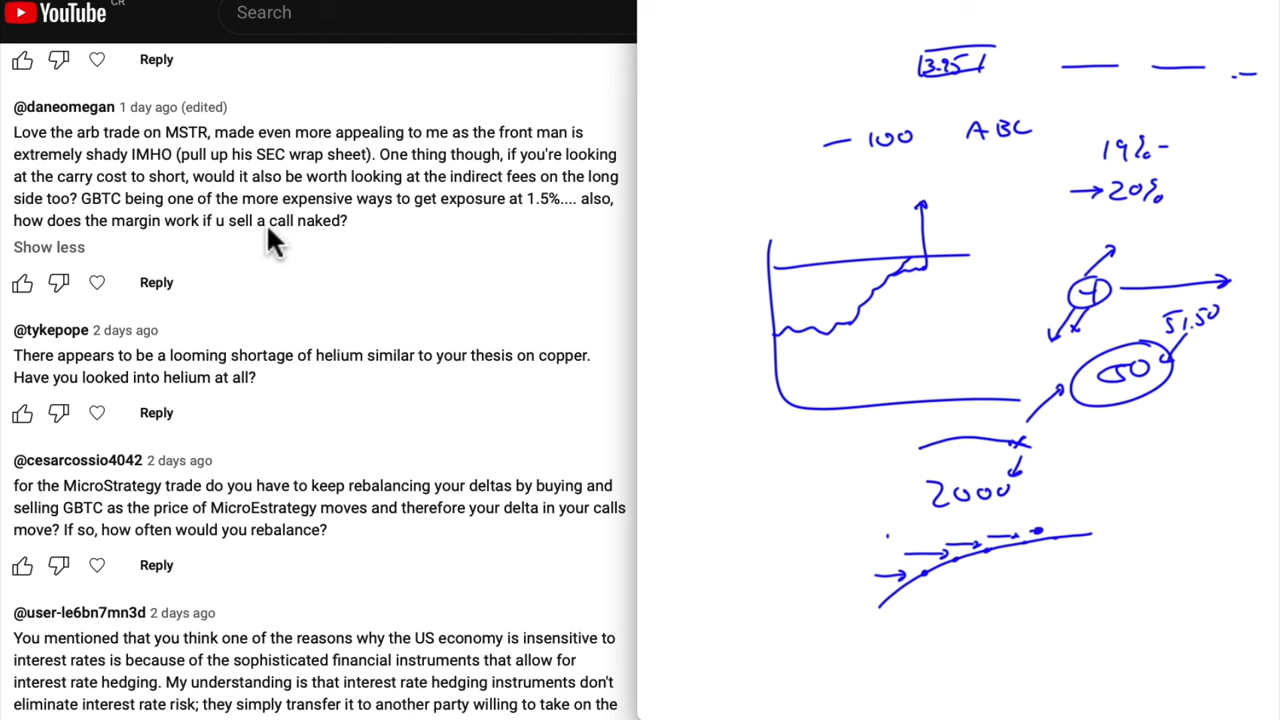 YouTube CR
Search
Reply
@daneomegan 1 day ago (edited)
Love the arb trade on MSTR, made even more appealing to me as the front man is
extremely shady IMHO (pull up his SEC wrap sheet). One thing though, if you're looking
at the carry cost to short, would it also be worth looking at the indirect fees on the long
side too? GBTC being one of the more expensive ways to get exposure at 1.5%.... also,
how does the margin work if u sell a call naked?
Show less
Reply
@tykepope 2 days ago
There appears to be a looming shortage of helium similar to your thesis on copper.
Have you looked into helium at all?
Reply
@cesarcossio4042 2 days ago
for the MicroStrategy trade do you have to keep rebalancing your deltas by buying and
selling GBTC as the price of MicroEstrategy moves and therefore your delta in your calls
move? If so, how often would you rebalance?
Reply
@user-le6bn7mn3d 2 days ago
You mentioned that you think one of the reasons why the US economy is insensitive to
interest rates is because of the sophisticated financial instruments that allow for
interest rate hedging. My understanding is that interest rate hedging instruments don't
eliminate interest rate risk; they simply transfer it to another party willing to take on the
- 100 ABC
19% -
20%
51.50
50
2000